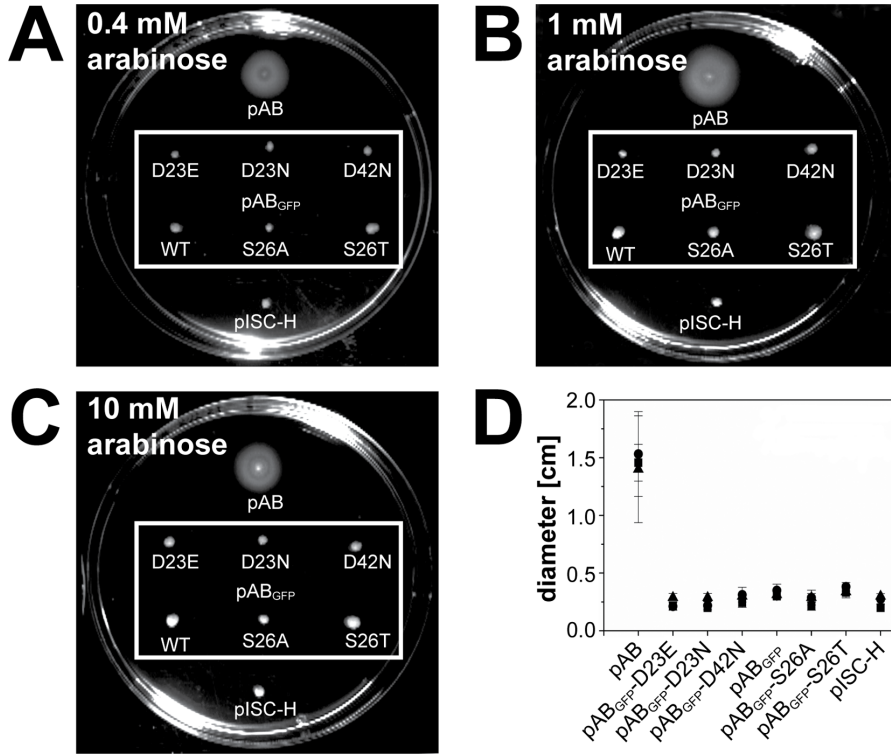 A
0.4 mM
arabinose
pAB
D23E D23N D42N
pABGFP
WT S26A S26T
pISC-H
B
1 mM
arabinose
pAB
D23E D23N D42N
pABGFP
WT S26A S26T
pISC-H
C
10 mM
arabinose
pAB
D23E D23N D42N
pABGFP
WT S26A S26T
pISC-H
D
2.0
1.5
1.0
0.5
0.0
diameter [cm]
pAB
pABGFP-D23E
pABGFP-D23N
pABGFP-D42N
pABGFP
pABGFP-S26A
pABGFP-S26T
pISC-H